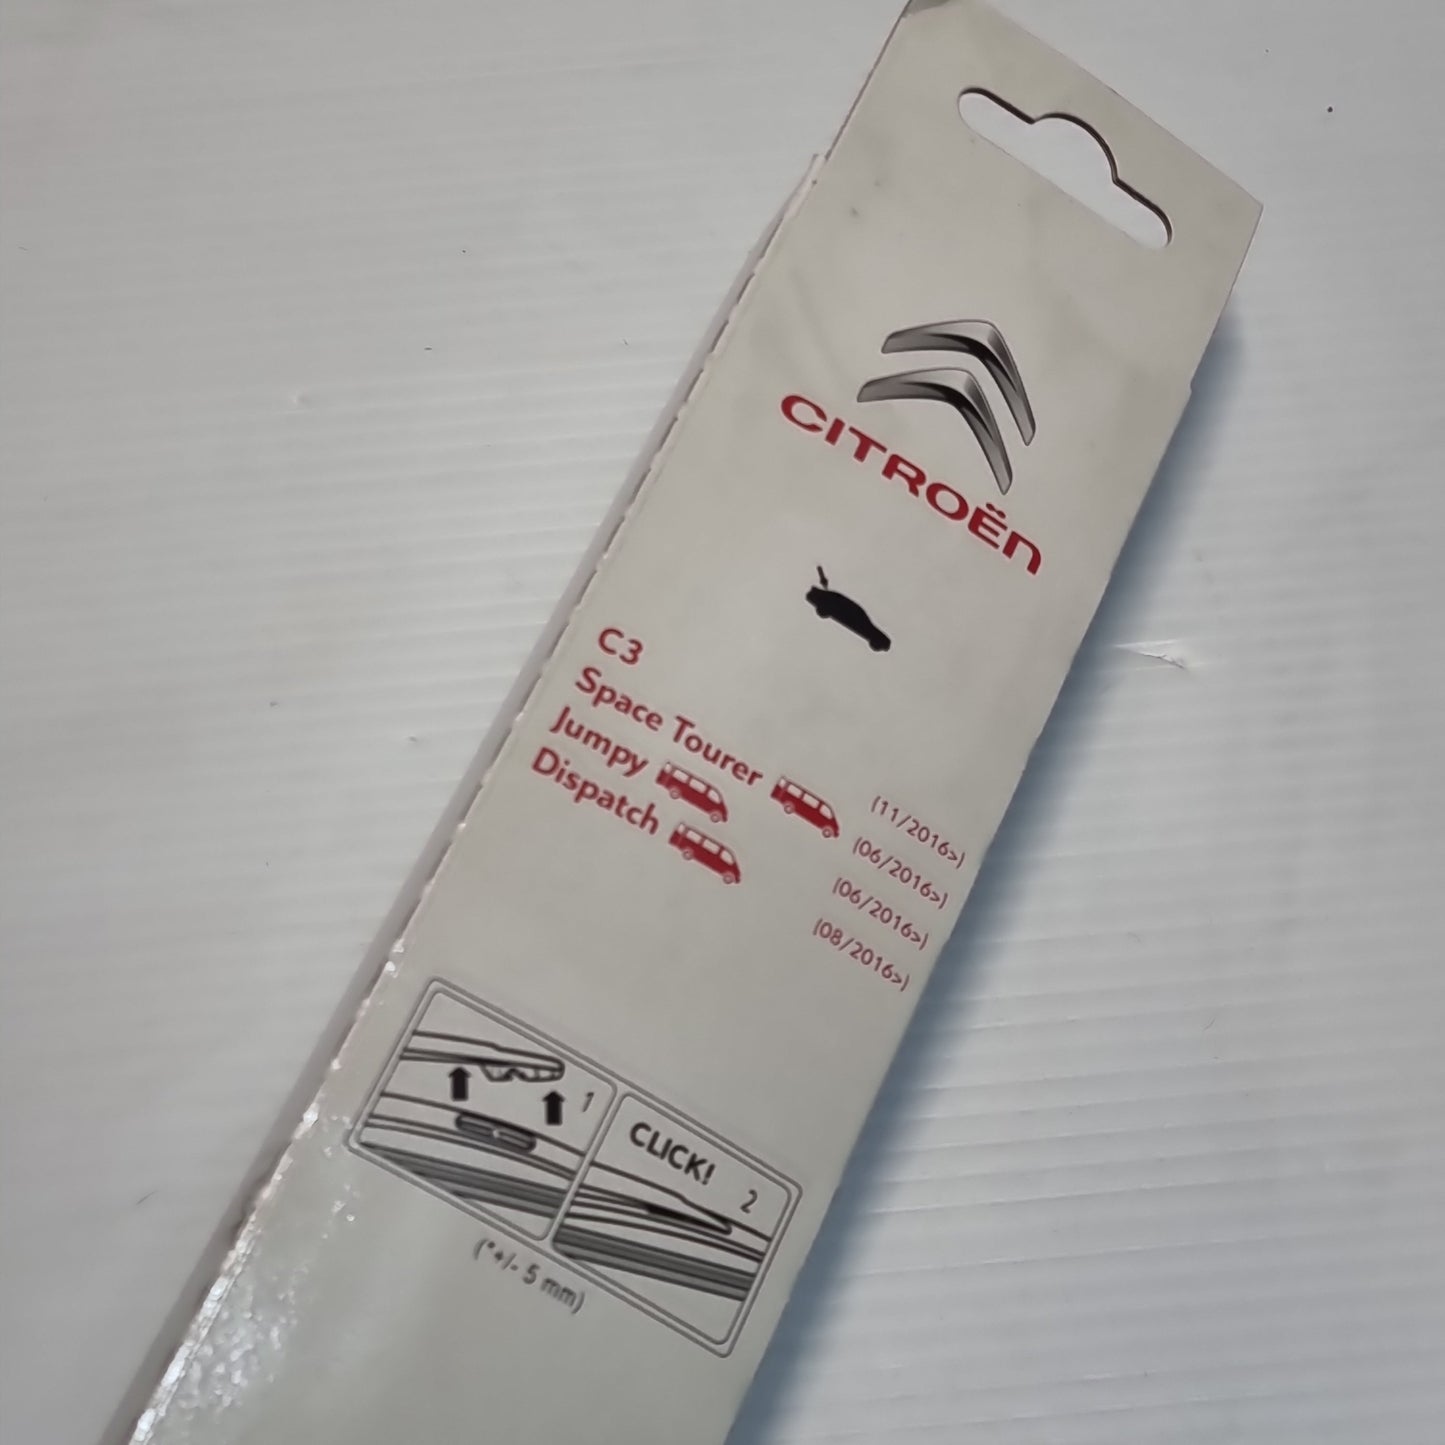 CITROËN
C3 (11/2016>)
Space Tourer (06/2016>)
Jumpy (06/2016>)
Dispatch (08/2016>)
1
CLICK! 2
(*+/- 5 mm)